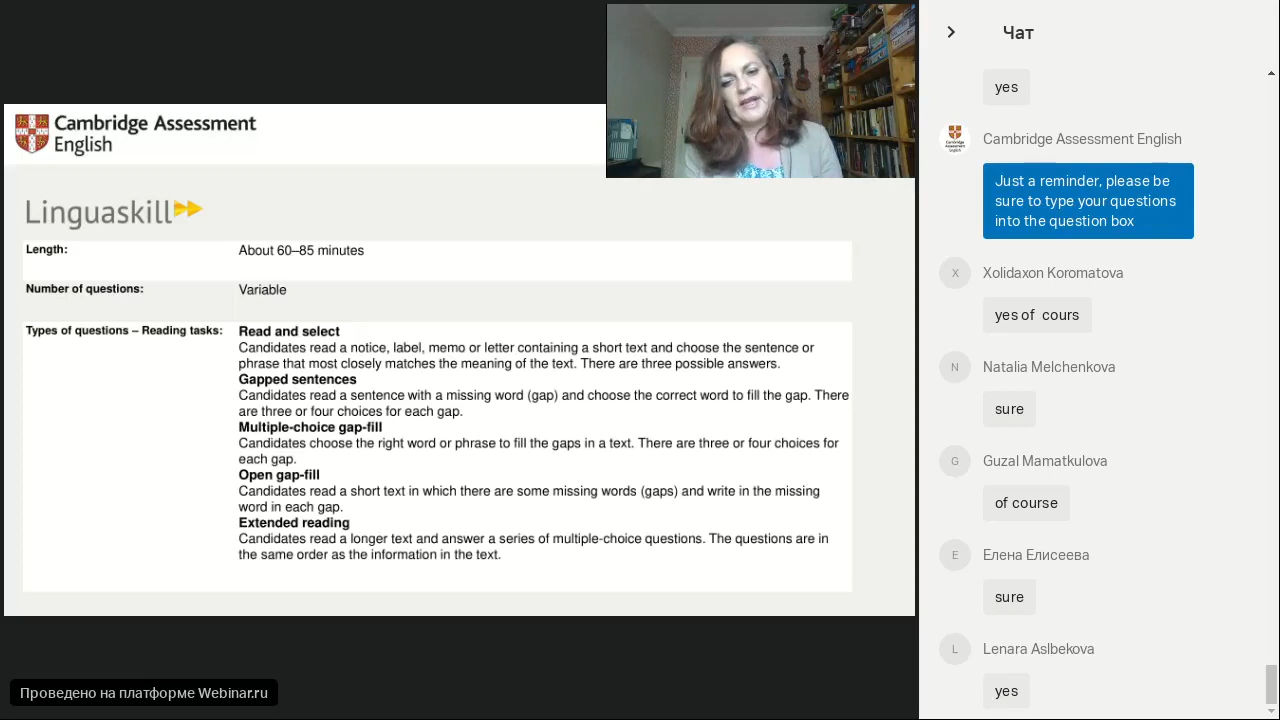 Cambridge Assessment
English
Linguaskill
Length:
About 60–85 minutes
Number of questions:
Variable
Types of questions – Reading tasks:
Read and select
Candidates read a notice, label, memo or letter containing a short text and choose the sentence or
phrase that most closely matches the meaning of the text. There are three possible answers.
Gapped sentences
Candidates read a sentence with a missing word (gap) and choose the correct word to fill the gap. There
are three or four choices for each gap.
Multiple-choice gap-fill
Candidates choose the right word or phrase to fill the gaps in a text. There are three or four choices for
each gap.
Open gap-fill
Candidates read a short text in which there are some missing words (gaps) and write in the missing
word in each gap.
Extended reading
Candidates read a longer text and answer a series of multiple-choice questions. The questions are in
the same order as the information in the text.
Проведено на платформе Webinar.ru
Чат
yes
Cambridge Assessment English
Just a reminder, please be
sure to type your questions
into the question box
X
Xolidaxon Koromatova
yes of cours
N
Natalia Melchenkova
sure
G
Guzal Mamatkulova
of course
E
Елена Елисеева
sure
L
Lenara Aslbekova
yes